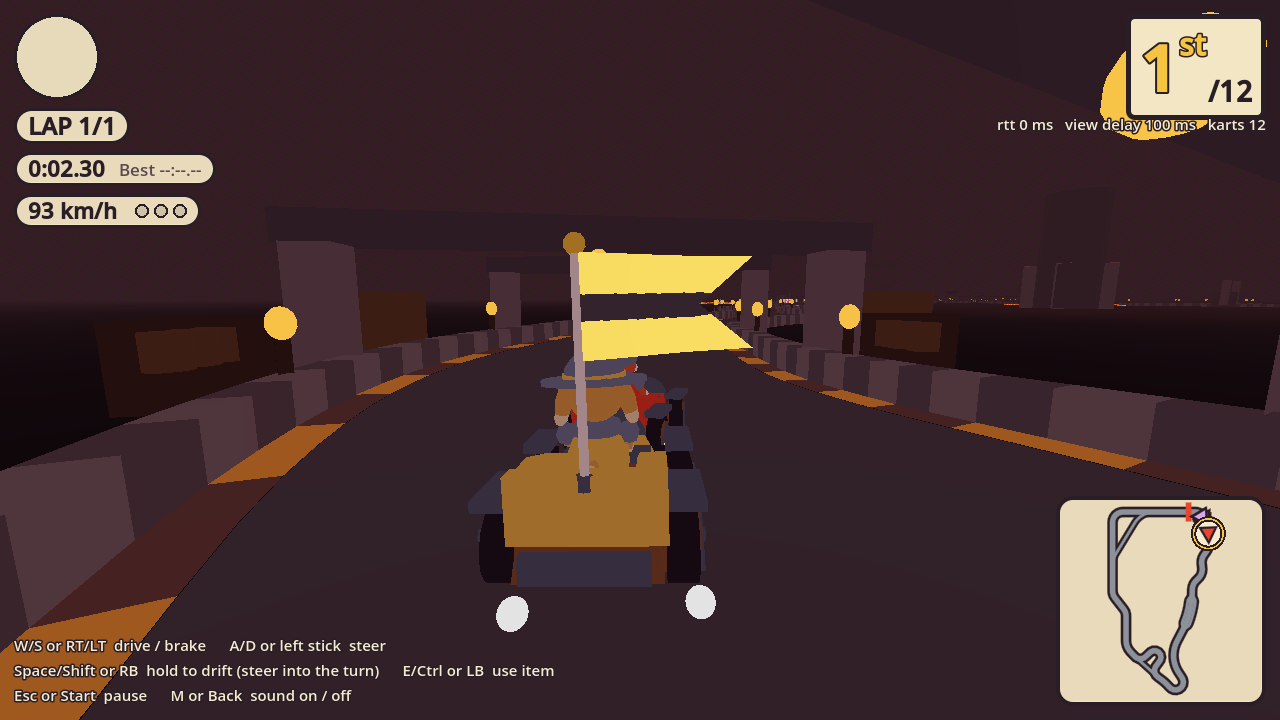 1st /12
rtt 0 ms view delay 100 ms karts 12
LAP 1/1
0:02.30 Best --:--.--
93 km/h
W/S or RT/LT drive / brake A/D or left stick steer
Space/Shift or RB hold to drift (steer into the turn) E/Ctrl or LB use item
Esc or Start pause M or Back sound on / off